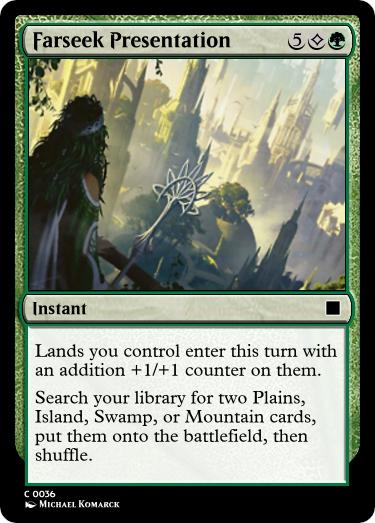 Farseek Presentation 5
Instant
Lands you control enter this turn with
an addition +1/+1 counter on them.
Search your library for two Plains,
Island, Swamp, or Mountain cards,
put them onto the battlefield, then
shuffle.
C 0036
Michael Komarck